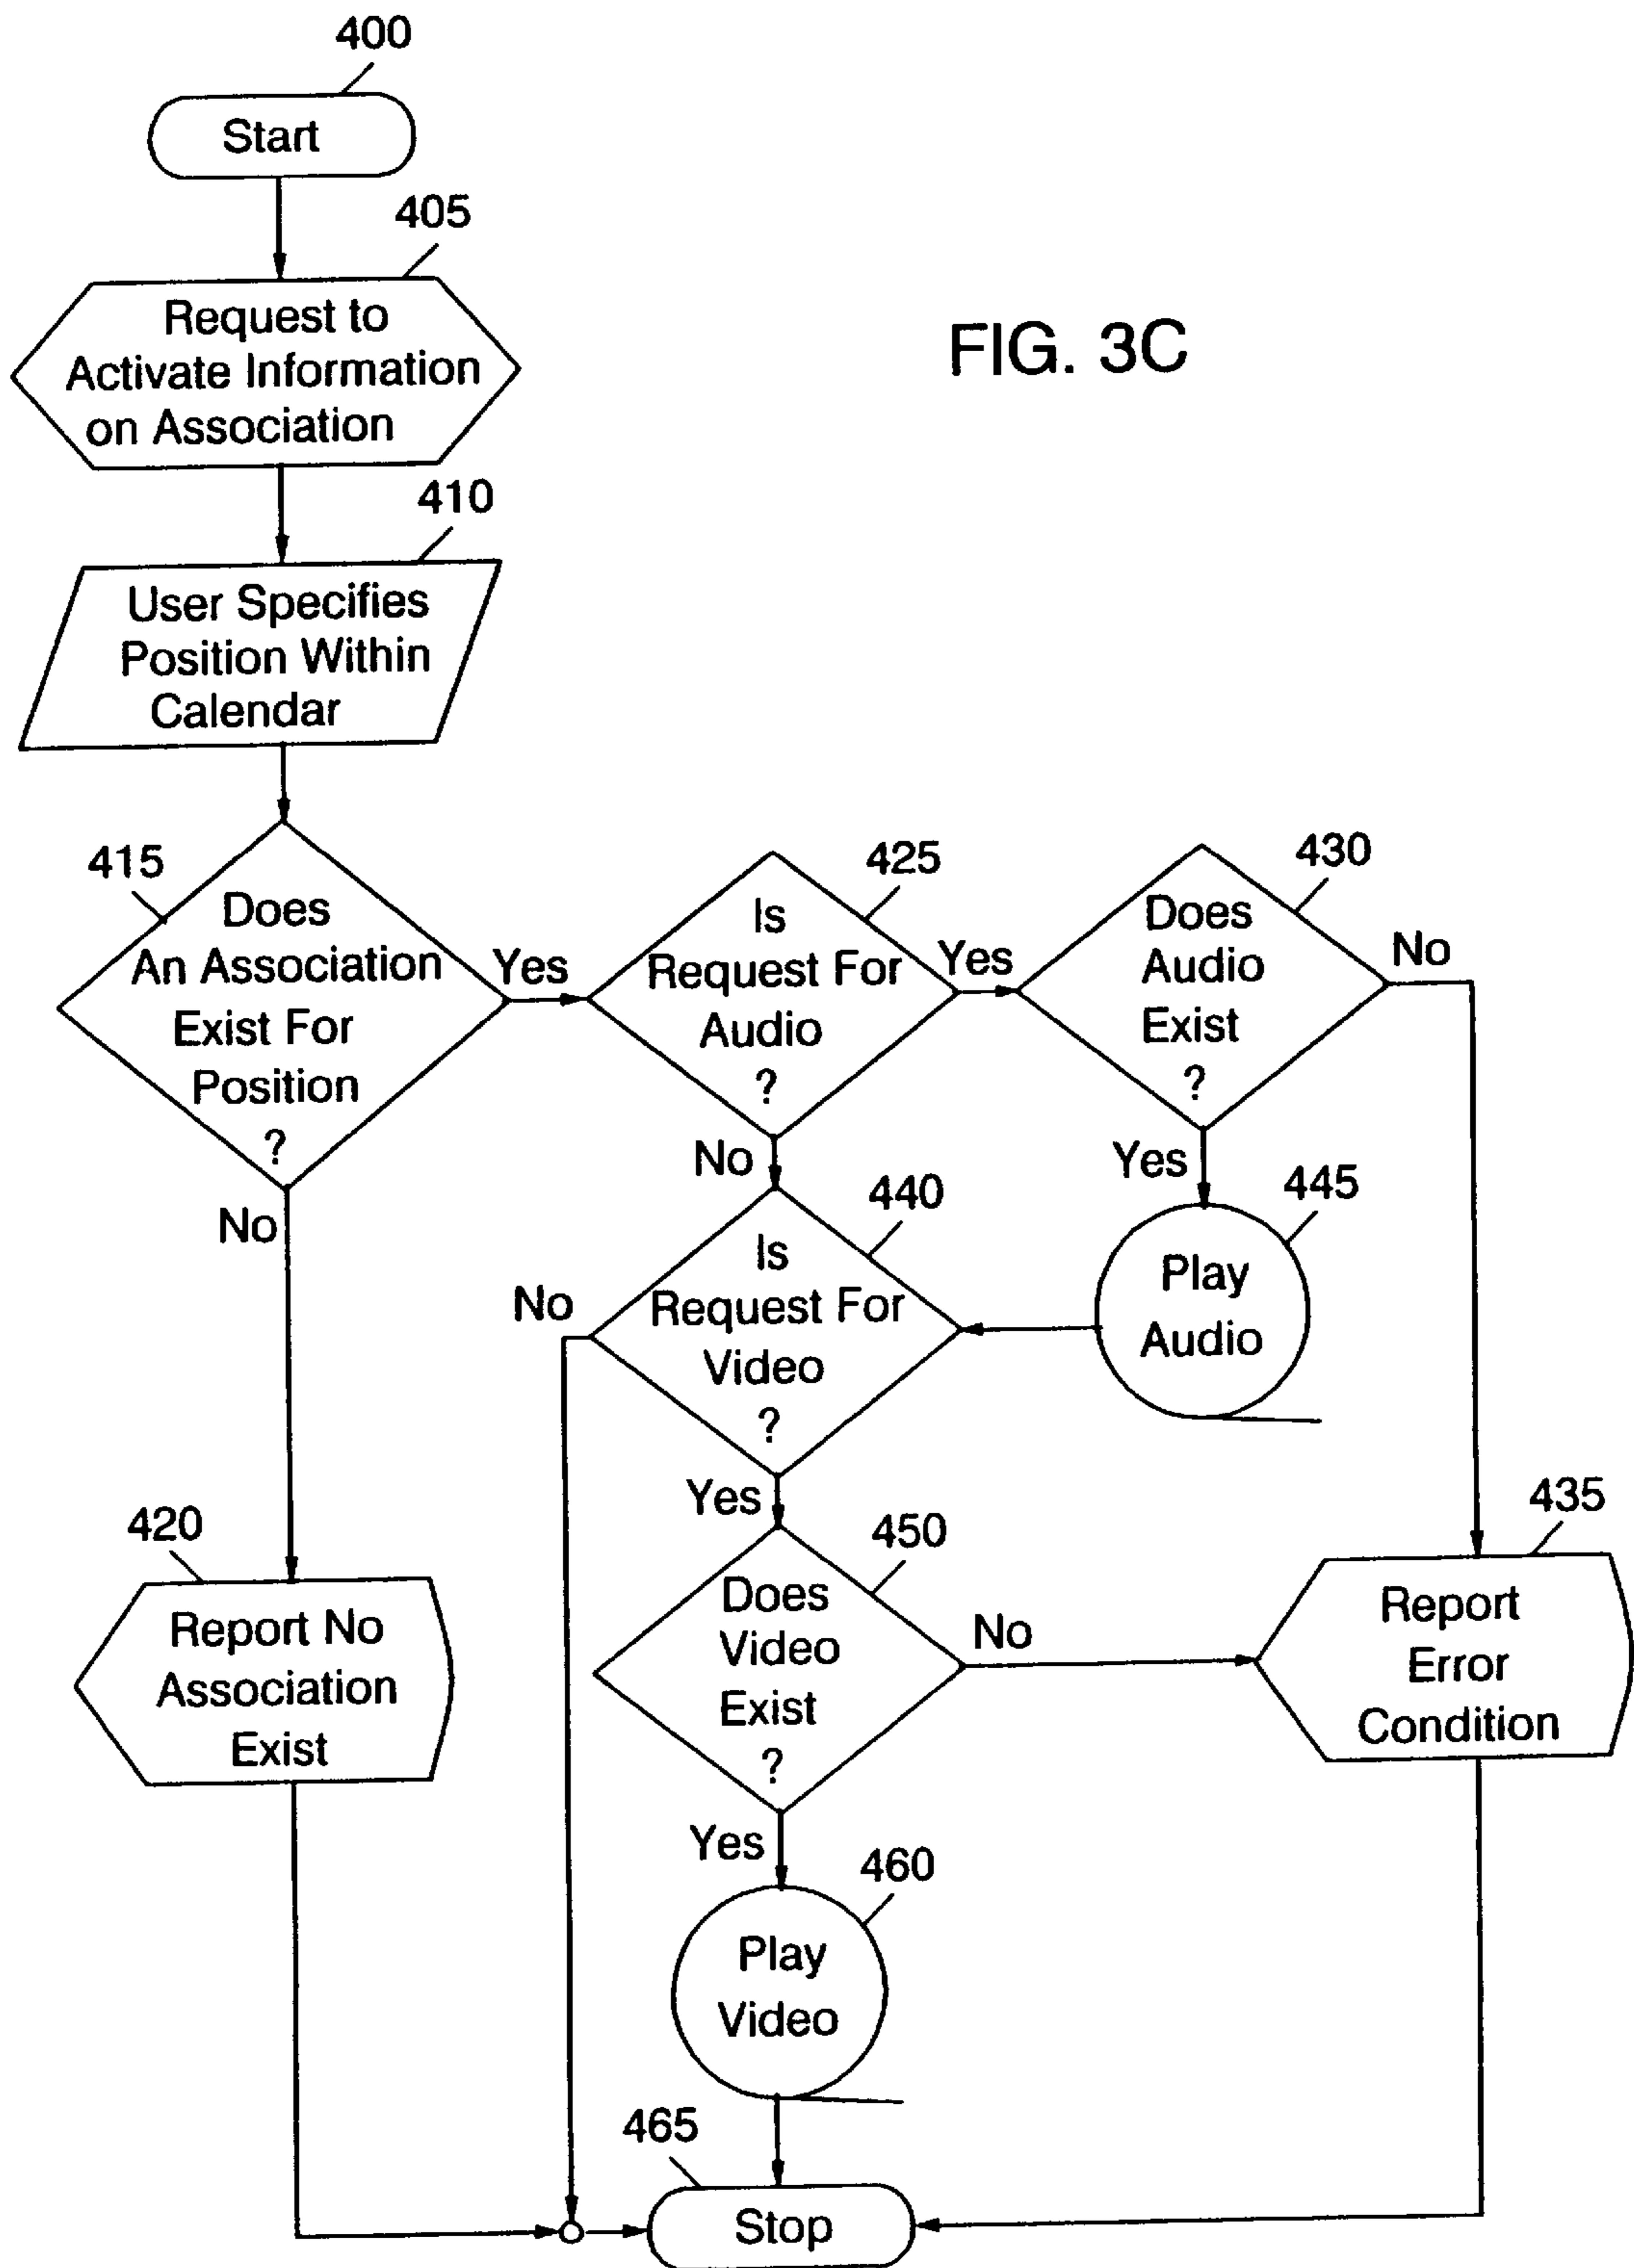 400
Start
405
Request to
Activate Information
on Association
FIG. 3C
410
User Specifies
Position Within
Calendar
415
Does
An Association
Exist For
Position
?
Yes
No
425
Is
Request For
Audio
?
Yes
No
430
Does
Audio
Exist
?
No
Yes
440
Is
Request For
Video
?
No
Yes
445
Play
Audio
420
Report No
Association
Exist
450
Does
Video
Exist
?
No
Yes
435
Report
Error
Condition
460
Play
Video
465
Stop